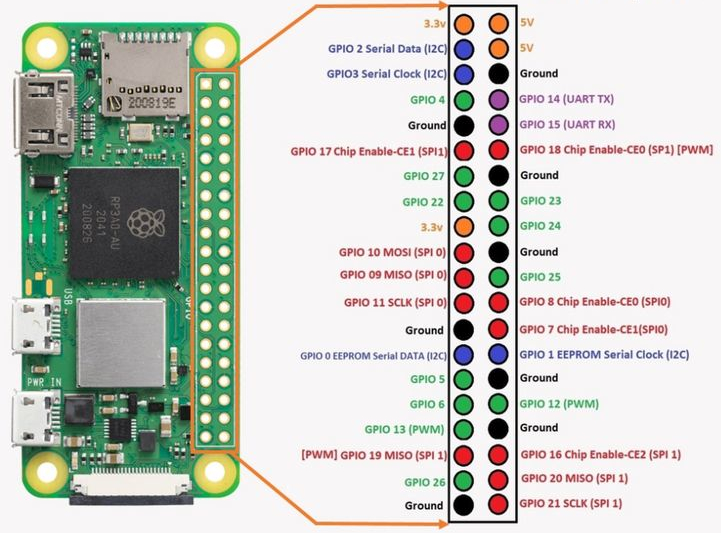 3.3v 5V
GPIO 2 Serial Data (I2C) 5V
GPIO3 Serial Clock (I2C) Ground
GPIO 4 GPIO 14 (UART TX)
Ground GPIO 15 (UART RX)
GPIO 17 Chip Enable-CE1 (SPI1) GPIO 18 Chip Enable-CE0 (SP1) [PWM]
GPIO 27 Ground
GPIO 22 GPIO 23
3.3v GPIO 24
GPIO 10 MOSI (SPI 0) Ground
GPIO 09 MISO (SPI 0) GPIO 25
GPIO 11 SCLK (SPI 0) GPIO 8 Chip Enable-CE0 (SPI0)
Ground GPIO 7 Chip Enable-CE1(SPI0)
GPIO 0 EEPROM Serial DATA (I2C) GPIO 1 EEPROM Serial Clock (I2C)
GPIO 5 Ground
GPIO 6 GPIO 12 (PWM)
GPIO 13 (PWM) Ground
[PWM] GPIO 19 MISO (SPI 1) GPIO 16 Chip Enable-CE2 (SPI 1)
GPIO 26 GPIO 20 MISO (SPI 1)
Ground GPIO 21 SCLK (SPI 1)
200819E
RP3A0-AU
2041
200826
USB
PWR IN